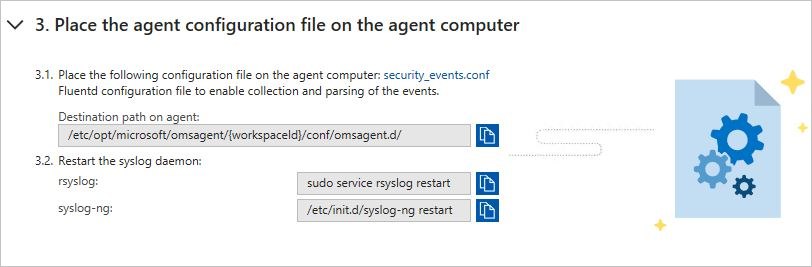 3. Place the agent configuration file on the agent computer
3.1. Place the following configuration file on the agent computer: security_events.conf
Fluentd configuration file to enable collection and parsing of the events.
Destination path on agent:
/etc/opt/microsoft/omsagent/{workspaceId}/conf/omsagent.d/
3.2. Restart the syslog daemon:
rsyslog: sudo service rsyslog restart
syslog-ng: /etc/init.d/syslog-ng restart